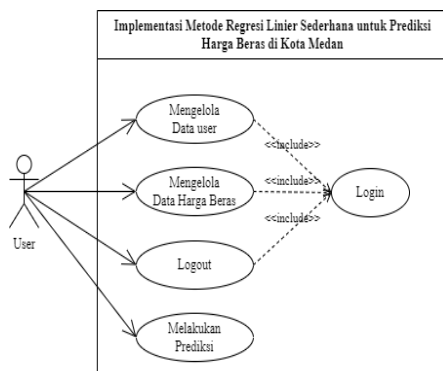 Implementasi Metode Regresi Linier Sederhana untuk Prediksi
Harga Beras di Kota Medan
Mengelola
Data user
<<include>>
Mengelola
Data Harga Beras
<<include>>
Login
<<include>>
User
Logout
Melakukan
Prediksi